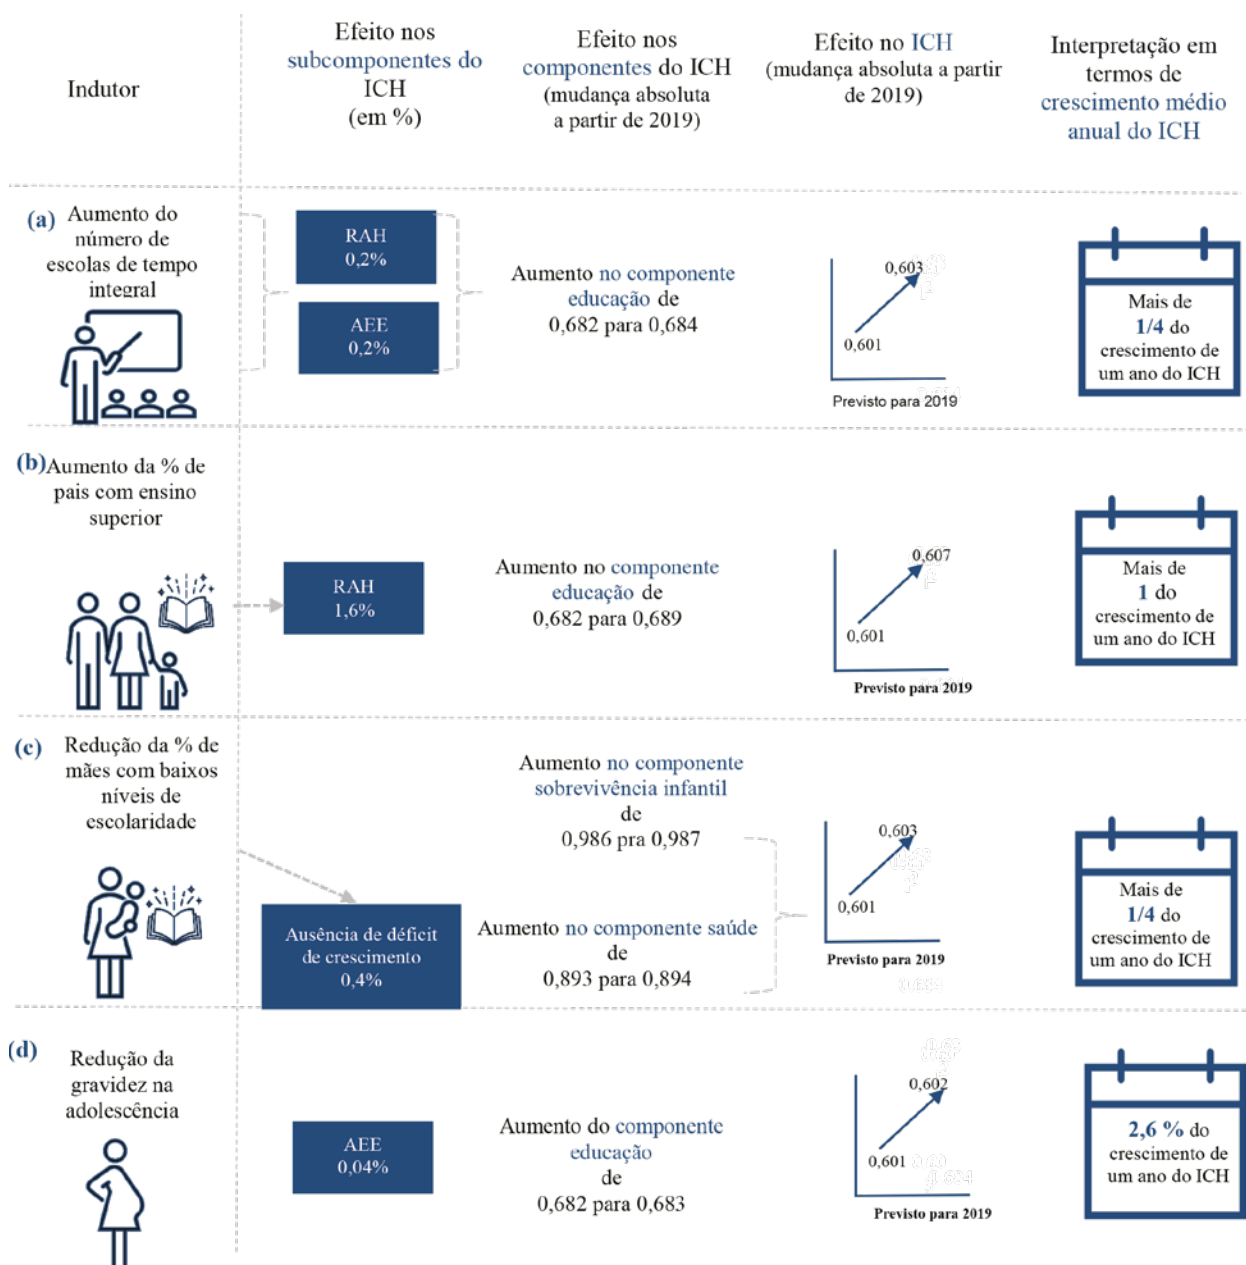 Indutor
Efeito nos
subcomponentes do
ICH
(em %)
Efeito nos
componentes do ICH
(mudança absoluta
a partir de 2019)
Efeito no ICH
(mudança absoluta a partir
de 2019)
Interpretação em
termos de
crescimento médio
anual do ICH
(a)
Aumento do
número de
escolas de tempo
integral
RAH
0,2%
AEE
0,2%
Aumento no componente
educação de
0,682 para 0,684
0,603
0,601
Previsto para 2019
Mais de
1/4 do
crescimento de
um ano do ICH
(b)
Aumento da % de
pais com ensino
superior
RAH
1,6%
Aumento no componente
educação de
0,682 para 0,689
0,607
0,601
Previsto para 2019
Mais de
1 do
crescimento de
um ano do ICH
(c)
Redução da % de
mães com baixos
níveis de
escolaridade
Ausência de déficit
de crescimento
0,4%
Aumento no componente
sobrevivência infantil
de
0,986 pra 0,987
Aumento no componente saúde
de
0,893 para 0,894
0,603
0,601
Previsto para 2019
Mais de
1/4 do
crescimento de
um ano do ICH
(d)
Redução da
gravidez na
adolescência
AEE
0,04%
Aumento do componente
educação
de
0,682 para 0,683
0,602
0,601
Previsto para 2019
2,6 % do
crescimento de
um ano do ICH